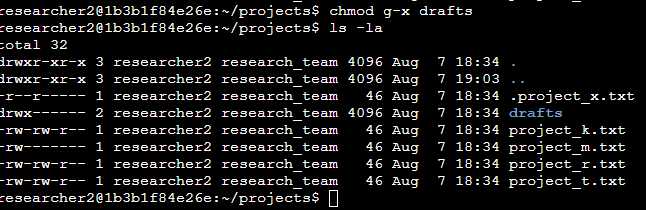 researcher2@1b3b1f84e26e:~/projects$ chmod g-x drafts
researcher2@1b3b1f84e26e:~/projects$ ls -la
total 32
drwxr-xr-x 3 researcher2 research_team 4096 Aug  7 18:34 .
drwxr-xr-x 3 researcher2 research_team 4096 Aug  7 19:03 ..
-r--r----- 1 researcher2 research_team   46 Aug  7 18:34 .project_x.txt
drwx------ 2 researcher2 research_team 4096 Aug  7 18:34 drafts
-rw-rw-r-- 1 researcher2 research_team   46 Aug  7 18:34 project_k.txt
-rw------- 1 researcher2 research_team   46 Aug  7 18:34 project_m.txt
-rw-rw-r-- 1 researcher2 research_team   46 Aug  7 18:34 project_r.txt
-rw-rw-r-- 1 researcher2 research_team   46 Aug  7 18:34 project_t.txt
researcher2@1b3b1f84e26e:~/projects$